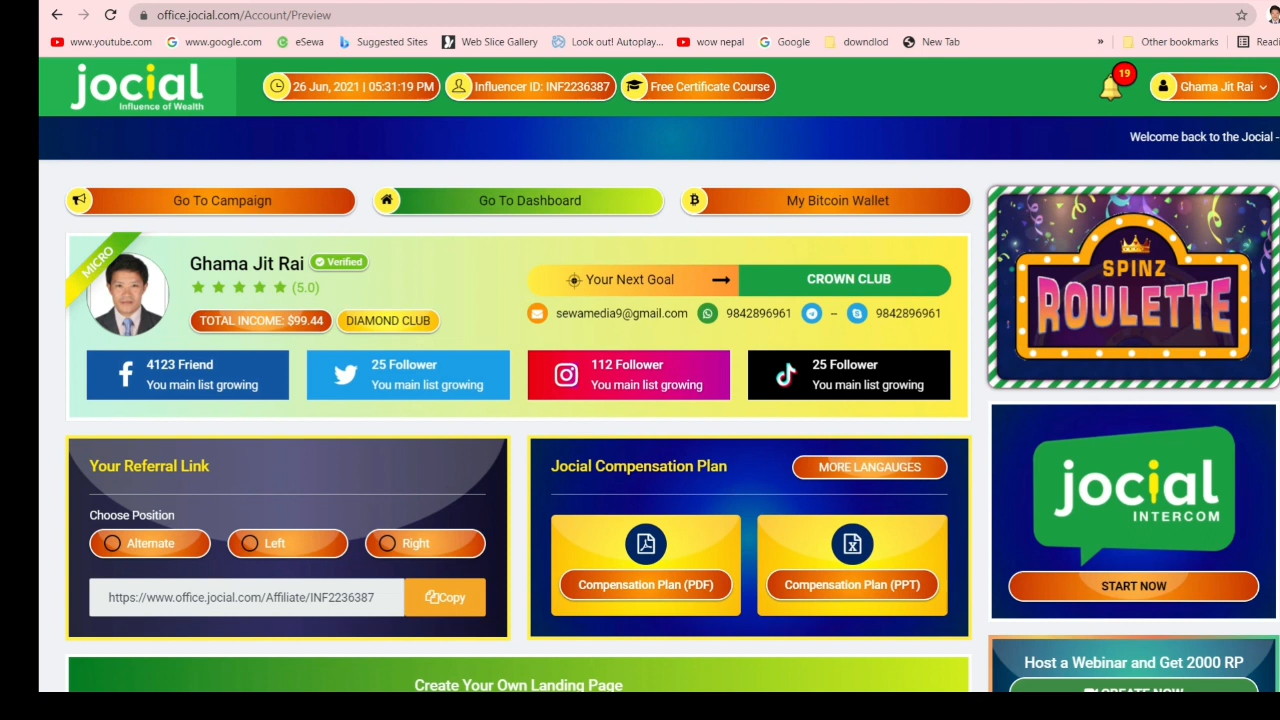 office.jocial.com/Account/Preview
www.youtube.com
www.google.com
eSewa
Suggested Sites
Web Slice Gallery
Look out! Autoplay...
wow nepal
Google
downdlod
New Tab
»
Other bookmarks
Readi
jocial
Influence of Wealth
26 Jun, 2021 | 05:31:19 PM
Influencer ID: INF2236387
Free Certificate Course
19
Ghama Jit Rai
Welcome back to the Jocial -
Go To Campaign
Go To Dashboard
My Bitcoin Wallet
MICRO
Ghama Jit Rai
Verified
(5.0)
TOTAL INCOME: $99.44
DIAMOND CLUB
Your Next Goal
CROWN CLUB
sewamedia9@gmail.com
9842896961
--
9842896961
4123 Friend
You main list growing
25 Follower
You main list growing
112 Follower
You main list growing
25 Follower
You main list growing
SPINZ
ROULETTE
Your Referral Link
Choose Position
Alternate
Left
Right
https://www.office.jocial.com/Affiliate/INF2236387
Copy
Jocial Compensation Plan
MORE LANGAUGES
Compensation Plan (PDF)
Compensation Plan (PPT)
jocial
INTERCOM
START NOW
Host a Webinar and Get 2000 RP
CREATE NOW
Create Your Own Landing Page